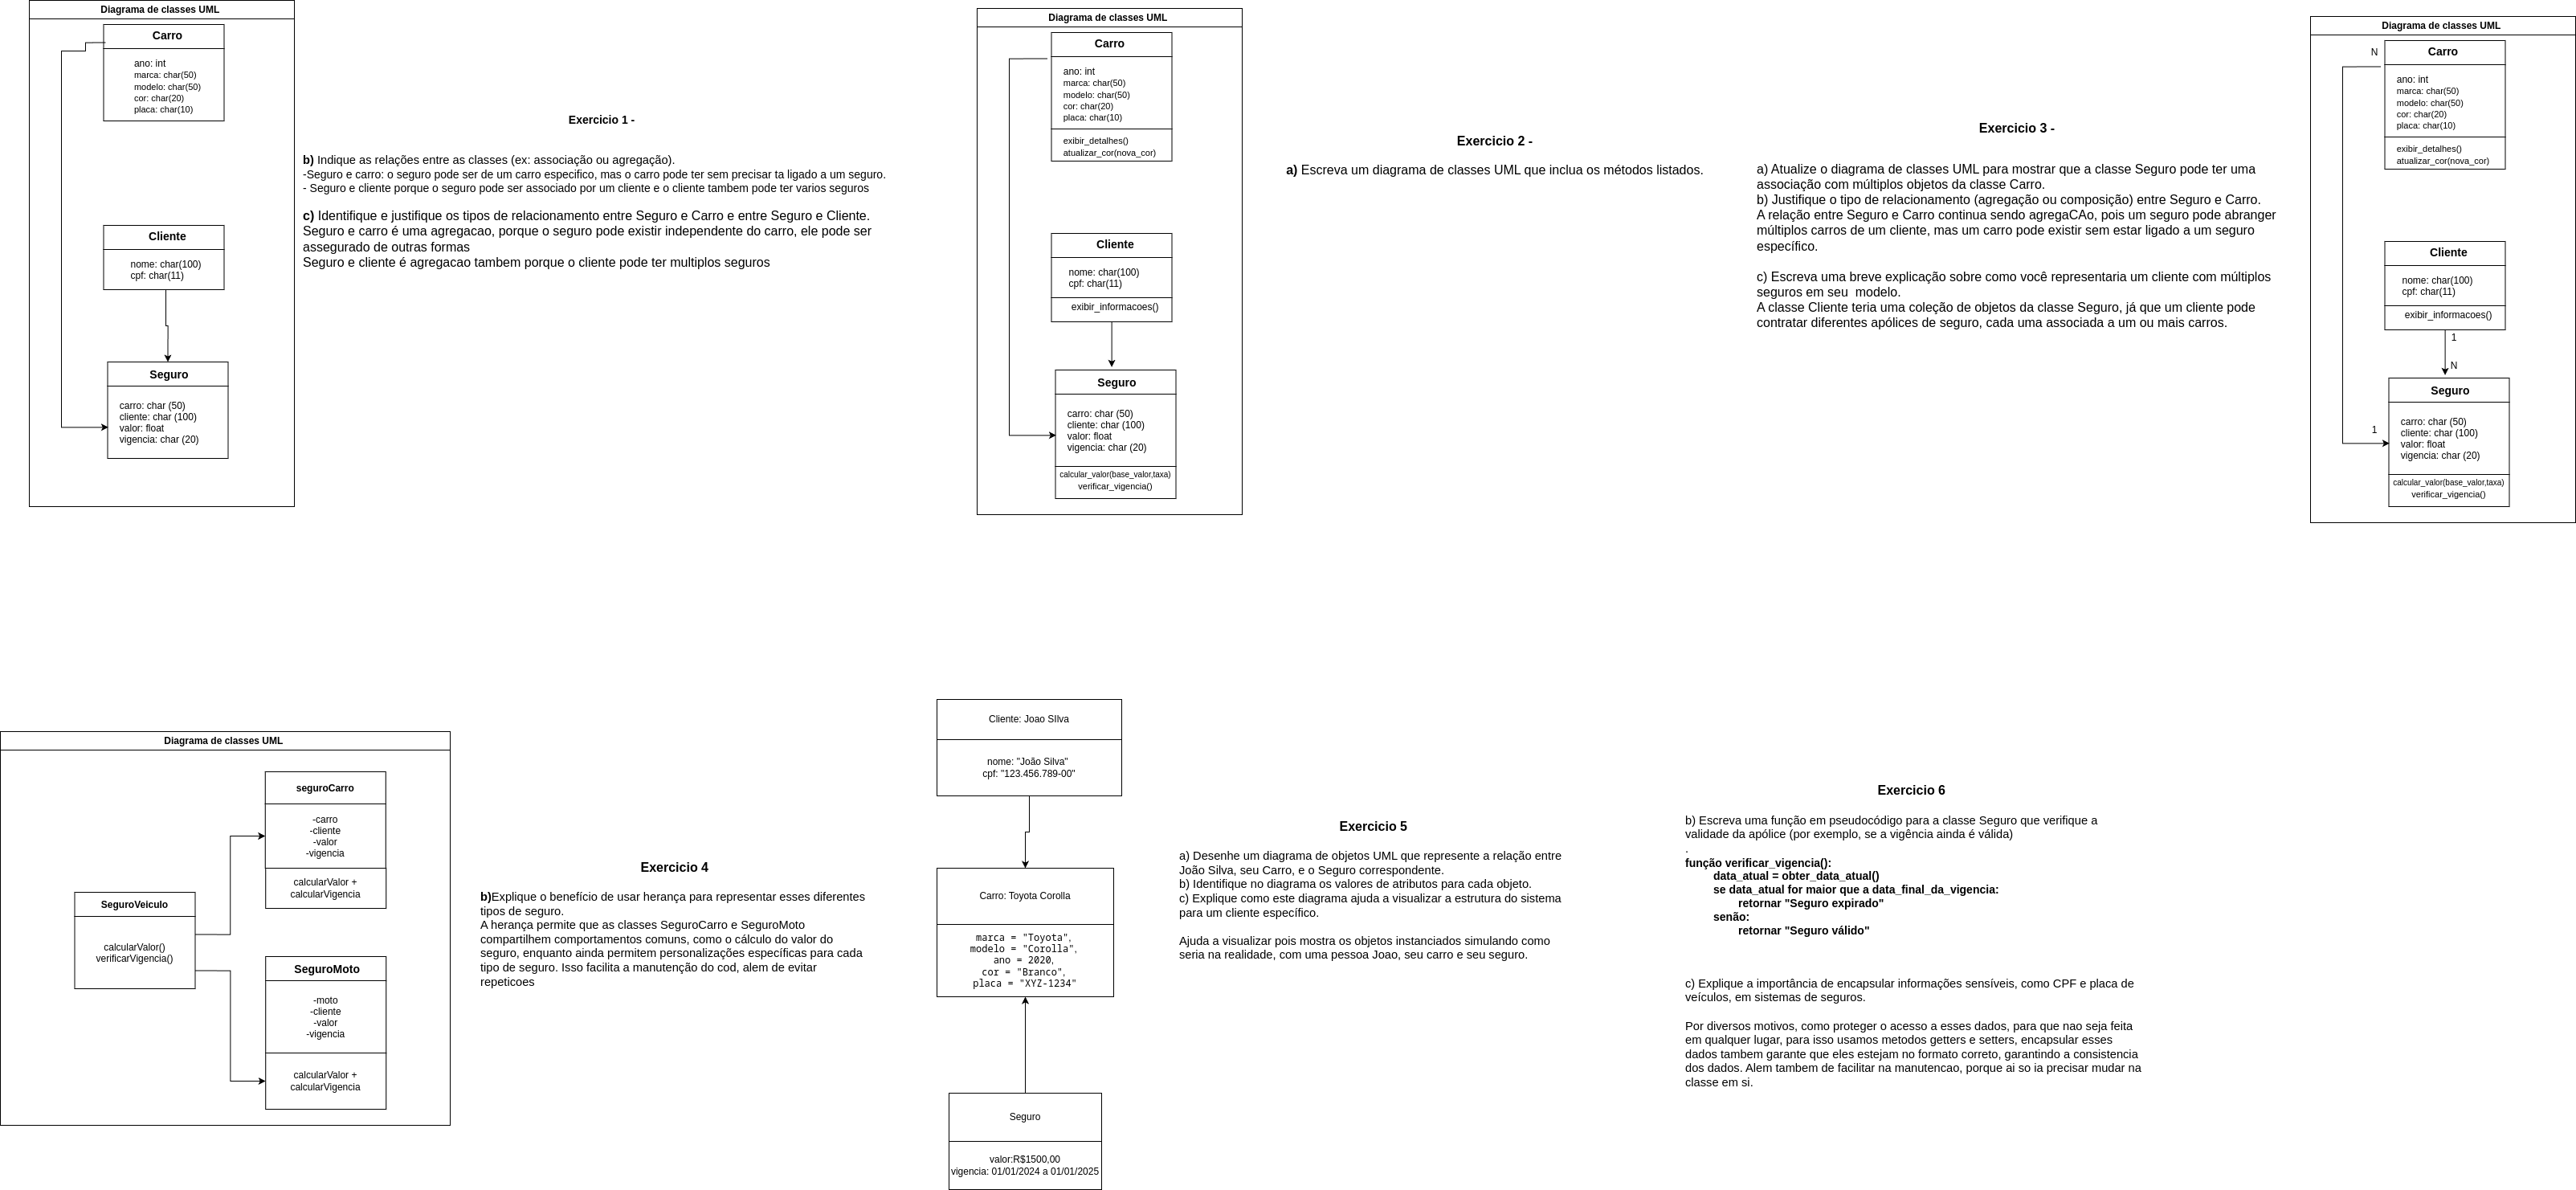 Diagrama de classes UML
Carro
ano: int
marca: char(50)
modelo: char(50)
cor: char(20)
placa: char(10)
Cliente
nome: char(100)
cpf: char(11)
Seguro
carro: char (50)
cliente: char (100)
valor: float
vigencia: char (20)
Exercicio 1 -
b) Indique as relações entre as classes (ex: associação ou agregação).
-Seguro e carro: o seguro pode ser de um carro especifico, mas o carro pode ter sem precisar ta ligado a um seguro.
- Seguro e cliente porque o seguro pode ser associado por um cliente e o cliente tambem pode ter varios seguros
c) Identifique e justifique os tipos de relacionamento entre Seguro e Carro e entre Seguro e Cliente.
Seguro e carro é uma agregacao, porque o seguro pode existir independente do carro, ele pode ser
assegurado de outras formas
Seguro e cliente é agregacao tambem porque o cliente pode ter multiplos seguros
Diagrama de classes UML
Carro
ano: int
marca: char(50)
modelo: char(50)
cor: char(20)
placa: char(10)
exibir_detalhes()
atualizar_cor(nova_cor)
Cliente
nome: char(100)
cpf: char(11)
exibir_informacoes()
Seguro
carro: char (50)
cliente: char (100)
valor: float
vigencia: char (20)
calcular_valor(base_valor,taxa)
verificar_vigencia()
Exercicio 2 -
a) Escreva um diagrama de classes UML que inclua os métodos listados.
Exercicio 3 -
a) Atualize o diagrama de classes UML para mostrar que a classe Seguro pode ter uma
associação com múltiplos objetos da classe Carro.
b) Justifique o tipo de relacionamento (agregação ou composição) entre Seguro e Carro.
A relação entre Seguro e Carro continua sendo agregaCAo, pois um seguro pode abranger
múltiplos carros de um cliente, mas um carro pode existir sem estar ligado a um seguro
específico.
c) Escreva uma breve explicação sobre como você representaria um cliente com múltiplos
seguros em seu  modelo.
A classe Cliente teria uma coleção de objetos da classe Seguro, já que um cliente pode
contratar diferentes apólices de seguro, cada uma associada a um ou mais carros.
Diagrama de classes UML
N
Carro
ano: int
marca: char(50)
modelo: char(50)
cor: char(20)
placa: char(10)
exibir_detalhes()
atualizar_cor(nova_cor)
Cliente
nome: char(100)
cpf: char(11)
exibir_informacoes()
1
N
Seguro
1
carro: char (50)
cliente: char (100)
valor: float
vigencia: char (20)
calcular_valor(base_valor,taxa)
verificar_vigencia()
Diagrama de classes UML
seguroCarro
-carro
-cliente
-valor
-vigencia
calcularValor +
calcularVigencia
SeguroVeiculo
calcularValor()
verificarVigencia()
SeguroMoto
-moto
-cliente
-valor
-vigencia
calcularValor +
calcularVigencia
Exercicio 4
b)Explique o benefício de usar herança para representar esses diferentes
tipos de seguro.
A herança permite que as classes SeguroCarro e SeguroMoto
compartilhem comportamentos comuns, como o cálculo do valor do
seguro, enquanto ainda permitem personalizações específicas para cada
tipo de seguro. Isso facilita a manutenção do cod, alem de evitar
repeticoes
Cliente: Joao SIlva
nome: "João Silva"
cpf: "123.456.789-00"
Carro: Toyota Corolla
marca = "Toyota",
modelo = "Corolla",
ano = 2020,
cor = "Branco",
placa = "XYZ-1234"
Seguro
valor:R$1500,00
vigencia: 01/01/2024 a 01/01/2025
Exercicio 5
a) Desenhe um diagrama de objetos UML que represente a relação entre
João Silva, seu Carro, e o Seguro correspondente.
b) Identifique no diagrama os valores de atributos para cada objeto.
c) Explique como este diagrama ajuda a visualizar a estrutura do sistema
para um cliente específico.
Ajuda a visualizar pois mostra os objetos instanciados simulando como
seria na realidade, com uma pessoa Joao, seu carro e seu seguro.
Exercicio 6
b) Escreva uma função em pseudocódigo para a classe Seguro que verifique a
validade da apólice (por exemplo, se a vigência ainda é válida)
.
função verificar_vigencia():
data_atual = obter_data_atual()
se data_atual for maior que a data_final_da_vigencia:
retornar "Seguro expirado"
senão:
retornar "Seguro válido"
c) Explique a importância de encapsular informações sensíveis, como CPF e placa de
veículos, em sistemas de seguros.
Por diversos motivos, como proteger o acesso a esses dados, para que nao seja feita
em qualquer lugar, para isso usamos metodos getters e setters, encapsular esses
dados tambem garante que eles estejam no formato correto, garantindo a consistencia
dos dados. Alem tambem de facilitar na manutencao, porque ai so ia precisar mudar na
classe em si.